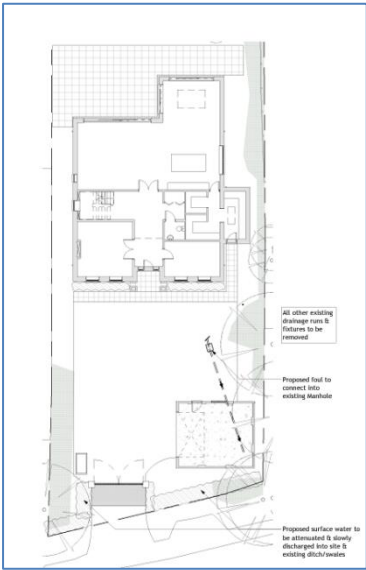 All other existing
drainage runs &
fixtures to be
removed
Proposed foul to
connect into
existing Manhole
Proposed surface water to
be attenuated & slowly
discharged into site &
existing ditch/swales